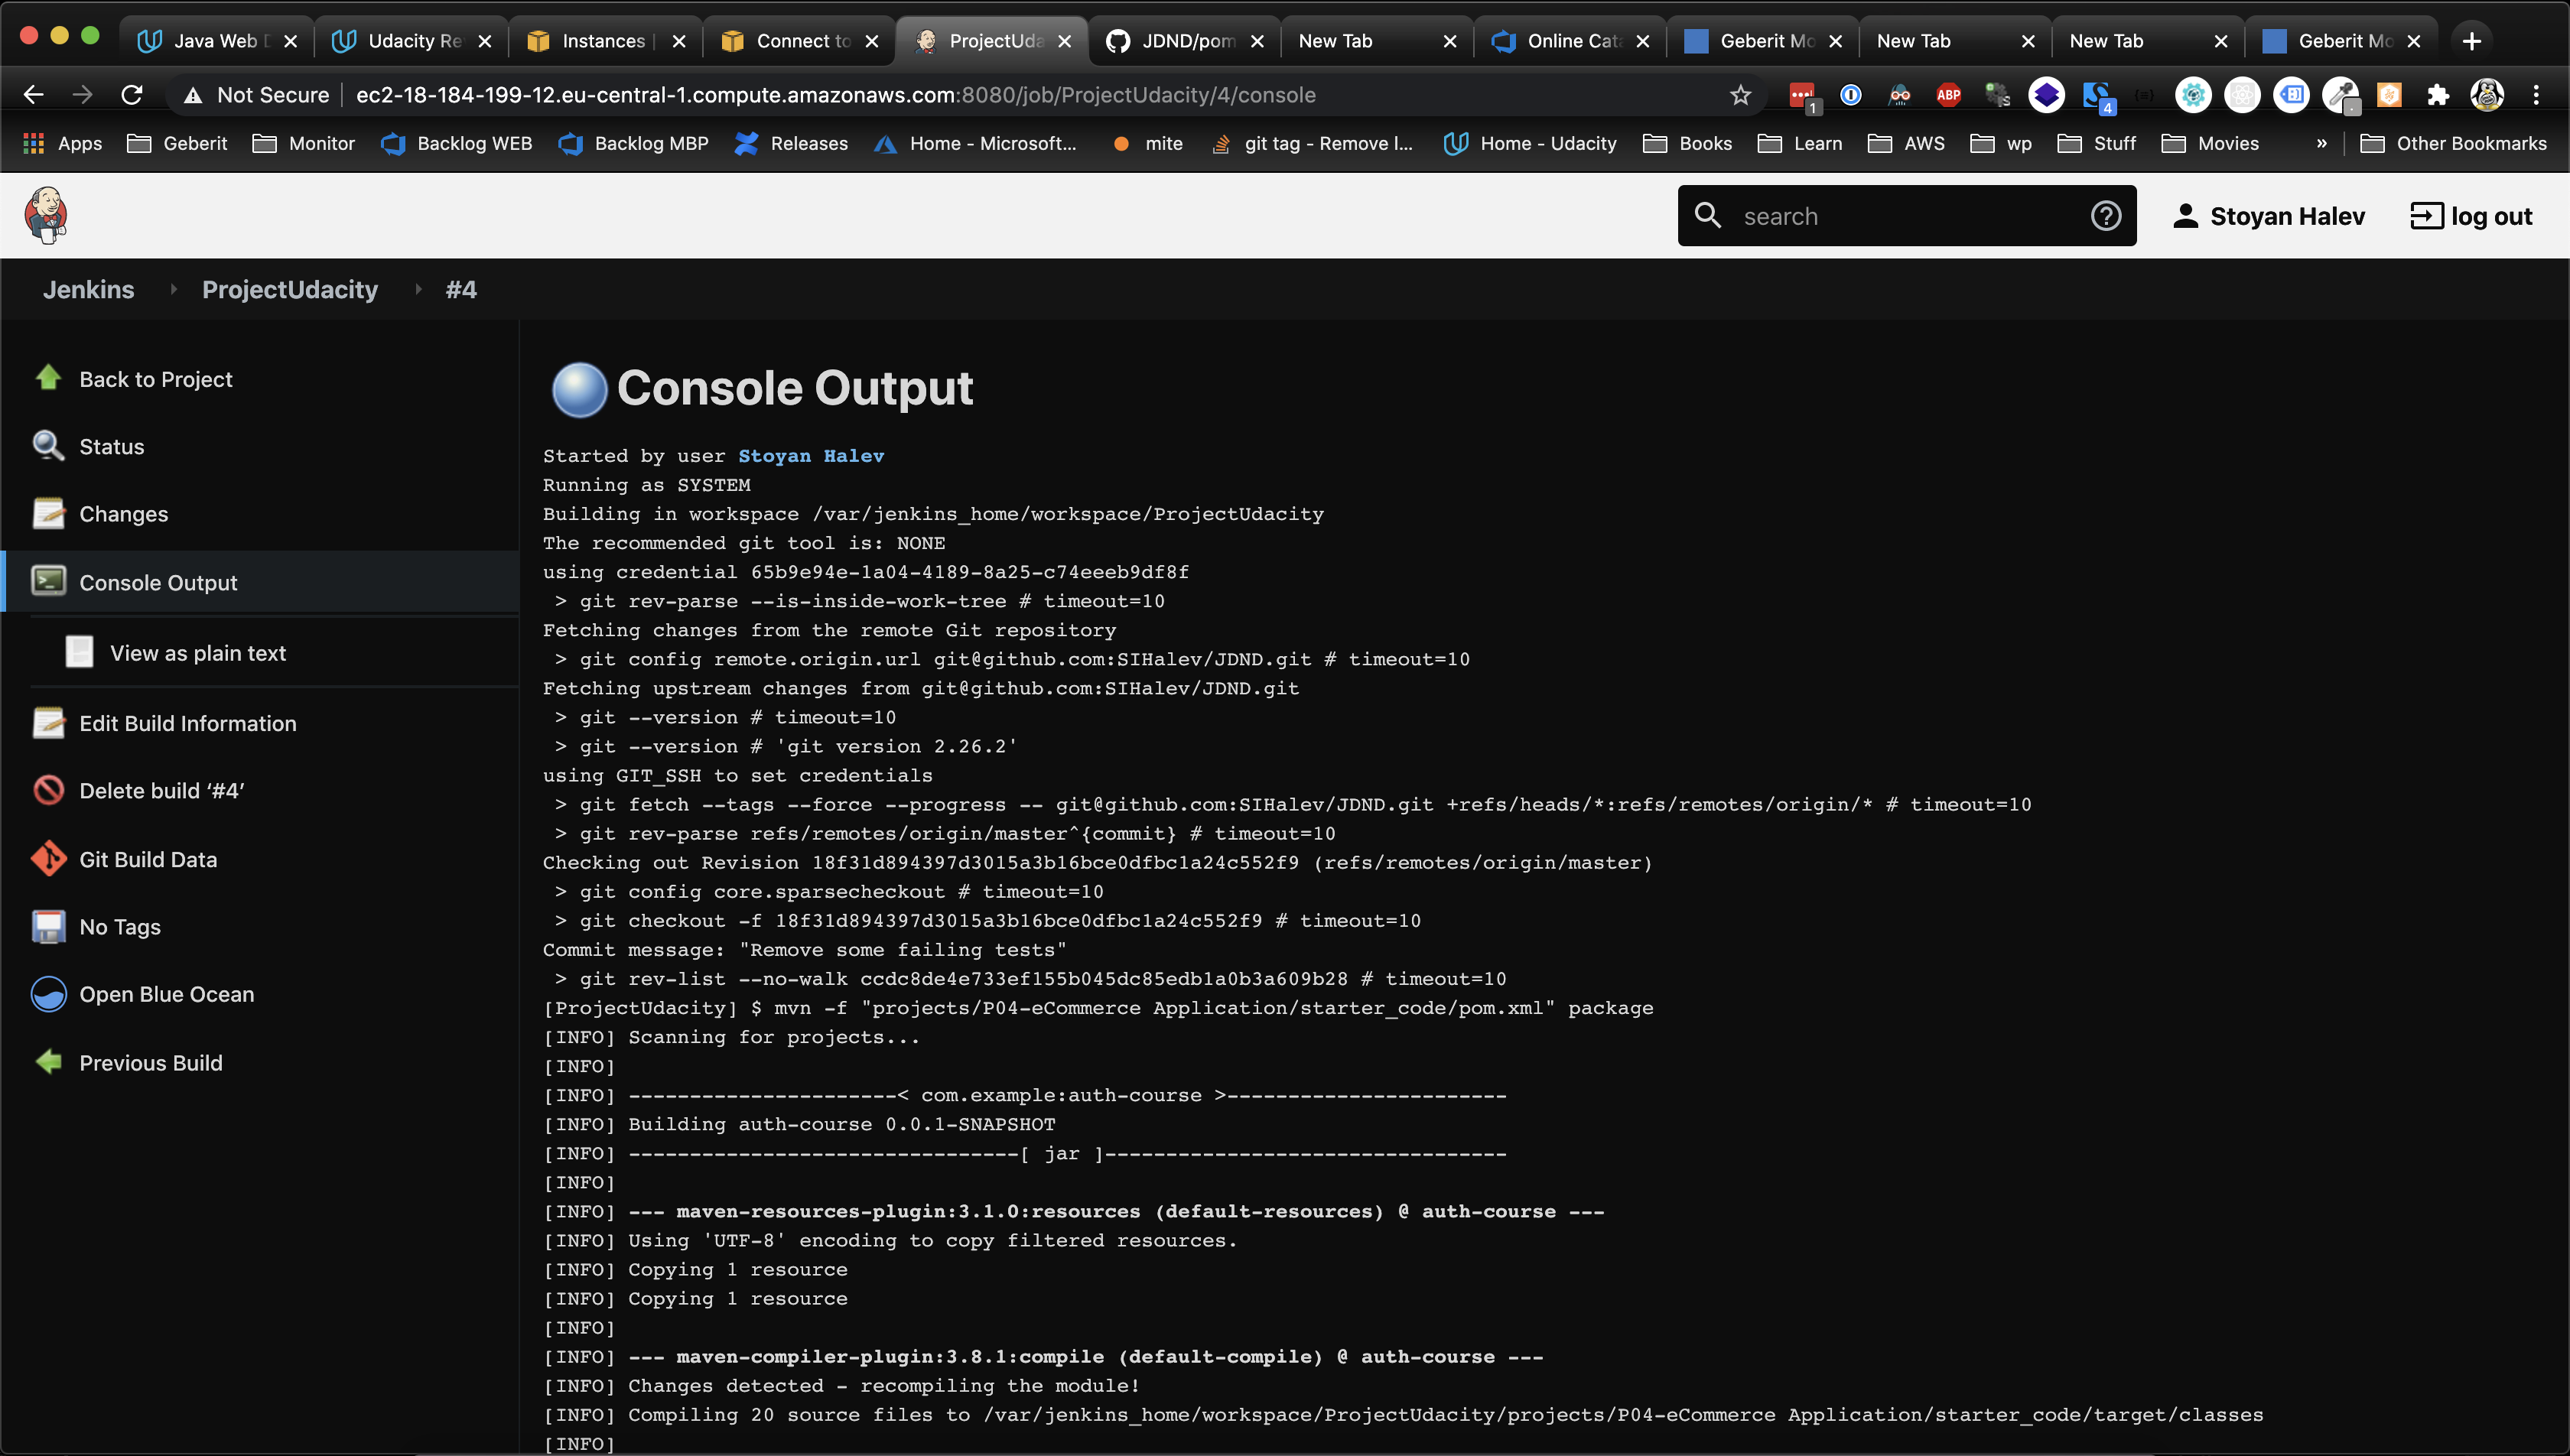 Java Web D
Udacity Re
Instances |
Connect to
ProjectUda
JDND/pom
New Tab
Online Cata
Geberit Mo
New Tab
New Tab
Geberit Mo
Not Secure ec2-18-184-199-12.eu-central-1.compute.amazonaws.com:8080/job/ProjectUdacity/4/console
1
ABP
4
Apps Geberit Monitor Backlog WEB Backlog MBP Releases Home - Microsoft... mite git tag - Remove l... Home - Udacity Books Learn AWS wp Stuff Movies » Other Bookmarks
search
Stoyan Halev
log out
Jenkins ProjectUdacity #4
Back to Project
Status
Changes
Console Output
View as plain text
Edit Build Information
Delete build ‘#4’
Git Build Data
No Tags
Open Blue Ocean
Previous Build
Console Output
Started by user Stoyan Halev
Running as SYSTEM
Building in workspace /var/jenkins_home/workspace/ProjectUdacity
The recommended git tool is: NONE
using credential 65b9e94e-1a04-4189-8a25-c74eeeb9df8f
> git rev-parse --is-inside-work-tree # timeout=10
Fetching changes from the remote Git repository
> git config remote.origin.url git@github.com:SIHalev/JDND.git # timeout=10
Fetching upstream changes from git@github.com:SIHalev/JDND.git
> git --version # timeout=10
> git --version # 'git version 2.26.2'
using GIT_SSH to set credentials
> git fetch --tags --force --progress -- git@github.com:SIHalev/JDND.git +refs/heads/*:refs/remotes/origin/* # timeout=10
> git rev-parse refs/remotes/origin/master^{commit} # timeout=10
Checking out Revision 18f31d894397d3015a3b16bce0dfbc1a24c552f9 (refs/remotes/origin/master)
> git config core.sparsecheckout # timeout=10
> git checkout -f 18f31d894397d3015a3b16bce0dfbc1a24c552f9 # timeout=10
Commit message: "Remove some failing tests"
> git rev-list --no-walk ccdc8de4e733ef155b045dc85edb1a0b3a609b28 # timeout=10
[ProjectUdacity] $ mvn -f "projects/P04-eCommerce Application/starter_code/pom.xml" package
[INFO] Scanning for projects...
[INFO]
[INFO] ----------------------< com.example:auth-course >-----------------------
[INFO] Building auth-course 0.0.1-SNAPSHOT
[INFO] --------------------------------[ jar ]---------------------------------
[INFO]
[INFO] --- maven-resources-plugin:3.1.0:resources (default-resources) @ auth-course ---
[INFO] Using 'UTF-8' encoding to copy filtered resources.
[INFO] Copying 1 resource
[INFO] Copying 1 resource
[INFO]
[INFO] --- maven-compiler-plugin:3.8.1:compile (default-compile) @ auth-course ---
[INFO] Changes detected - recompiling the module!
[INFO] Compiling 20 source files to /var/jenkins_home/workspace/ProjectUdacity/projects/P04-eCommerce Application/starter_code/target/classes
[INFO]